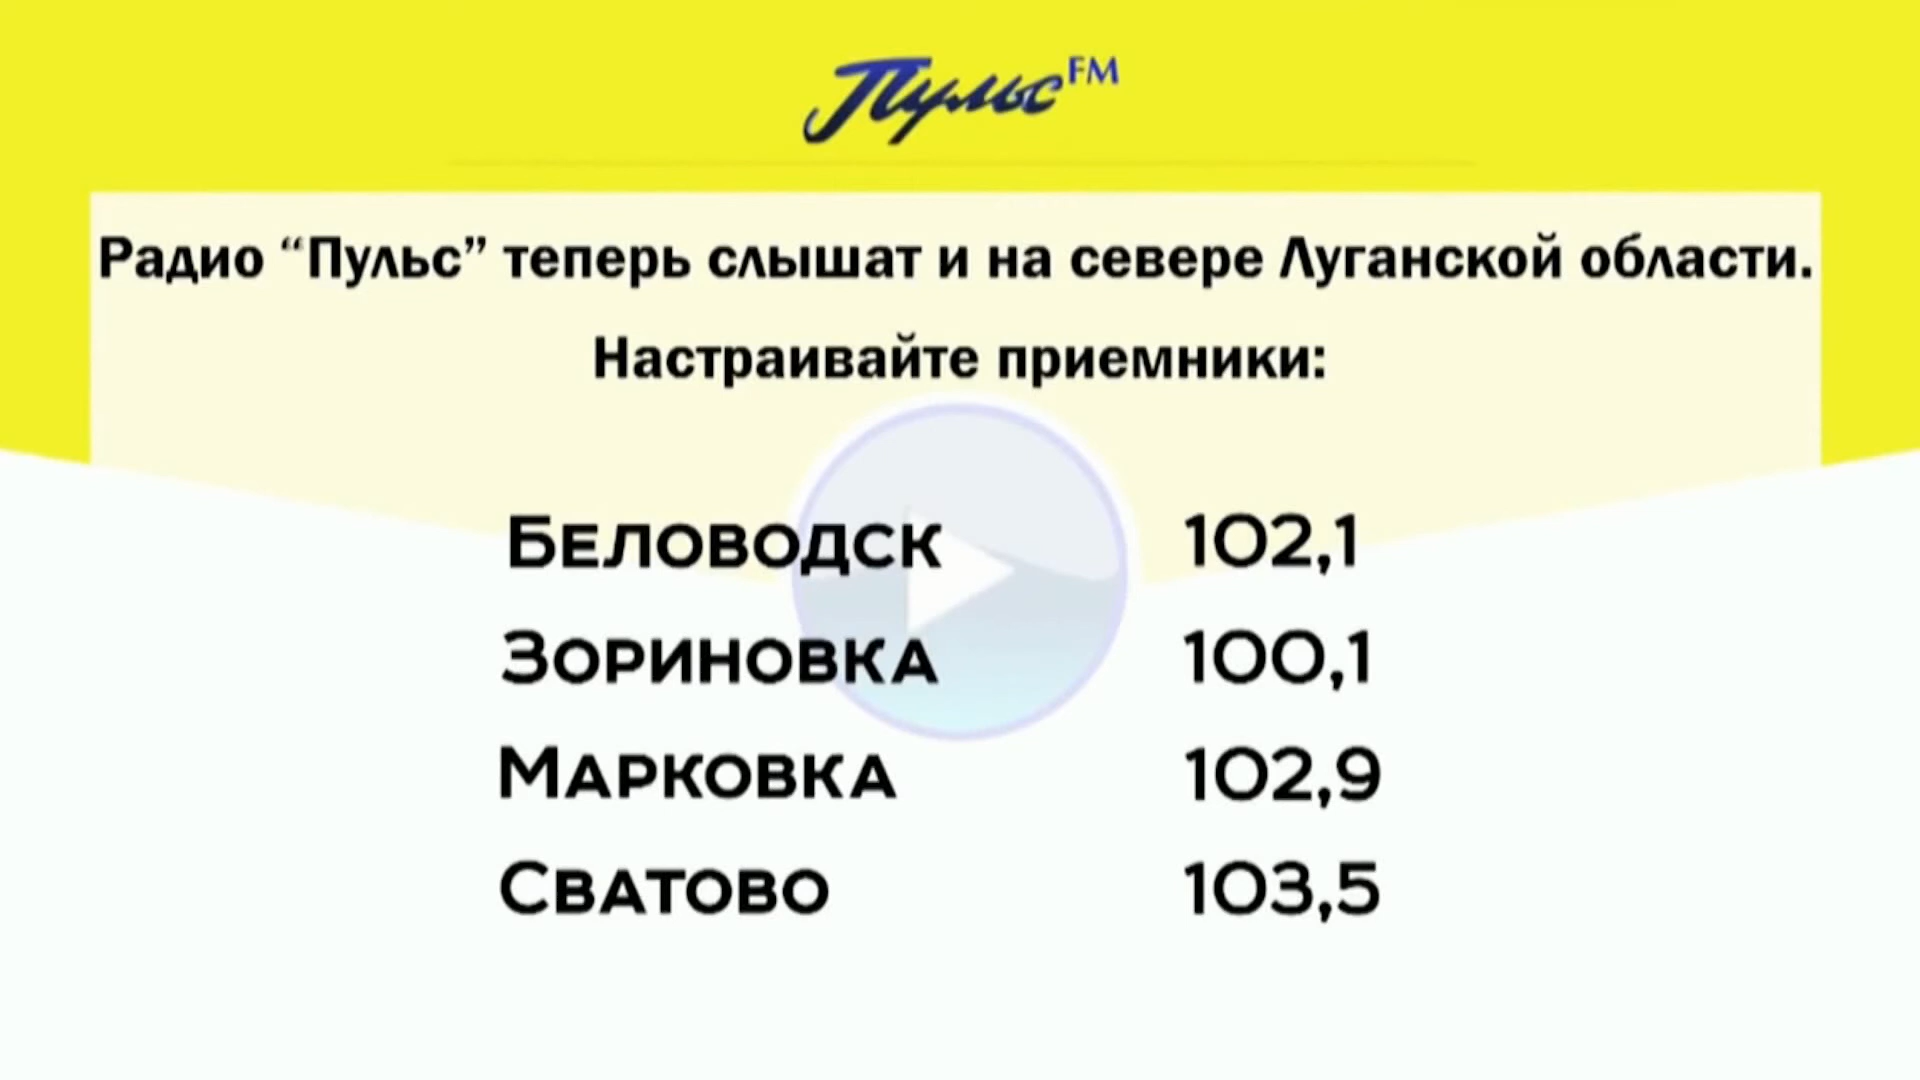 Пульс FM
Радио “Пульс” теперь слышат и на севере Луганской области.
Настраивайте приемники:
Беловодск 102,1
Зориновка 100,1
Марковка 102,9
Сватово 103,5